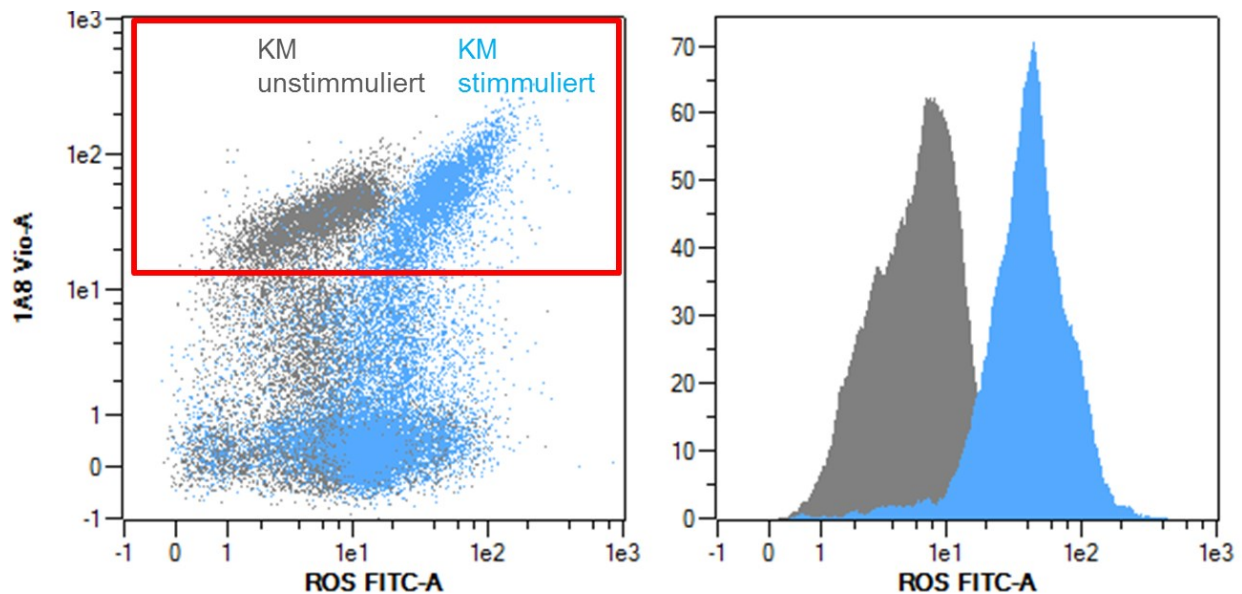 1e3
KM
unstimmuliert
KM
stimmuliert
1e2
1e1
1
0
-1
1A8 Vio-A
-1 0 1 1e1 1e2 1e3
ROS FITC-A
70
60
50
40
30
20
10
0
-1 0 1 1e1 1e2 1e3
ROS FITC-A